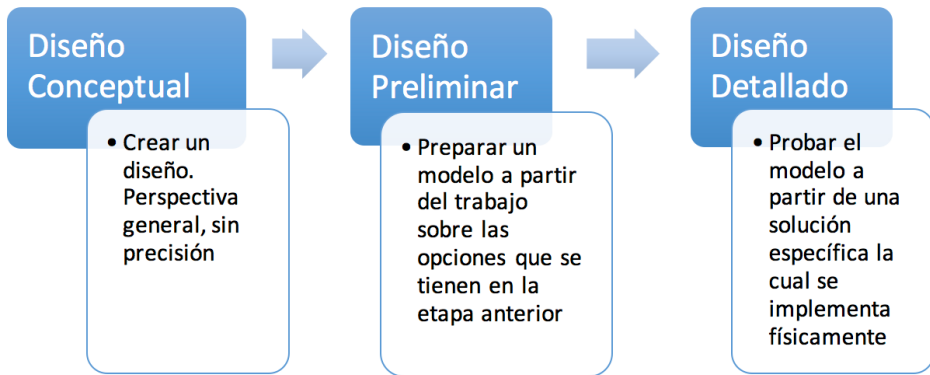 Diseño
Conceptual
• Crear un
diseño.
Perspectiva
general, sin
precisión
Diseño
Preliminar
• Preparar un
modelo a partir
del trabajo
sobre las
opciones que se
tienen en la
etapa anterior
Diseño
Detallado
• Probar el
modelo a
partir de una
solución
específica la
cual se
implementa
físicamente